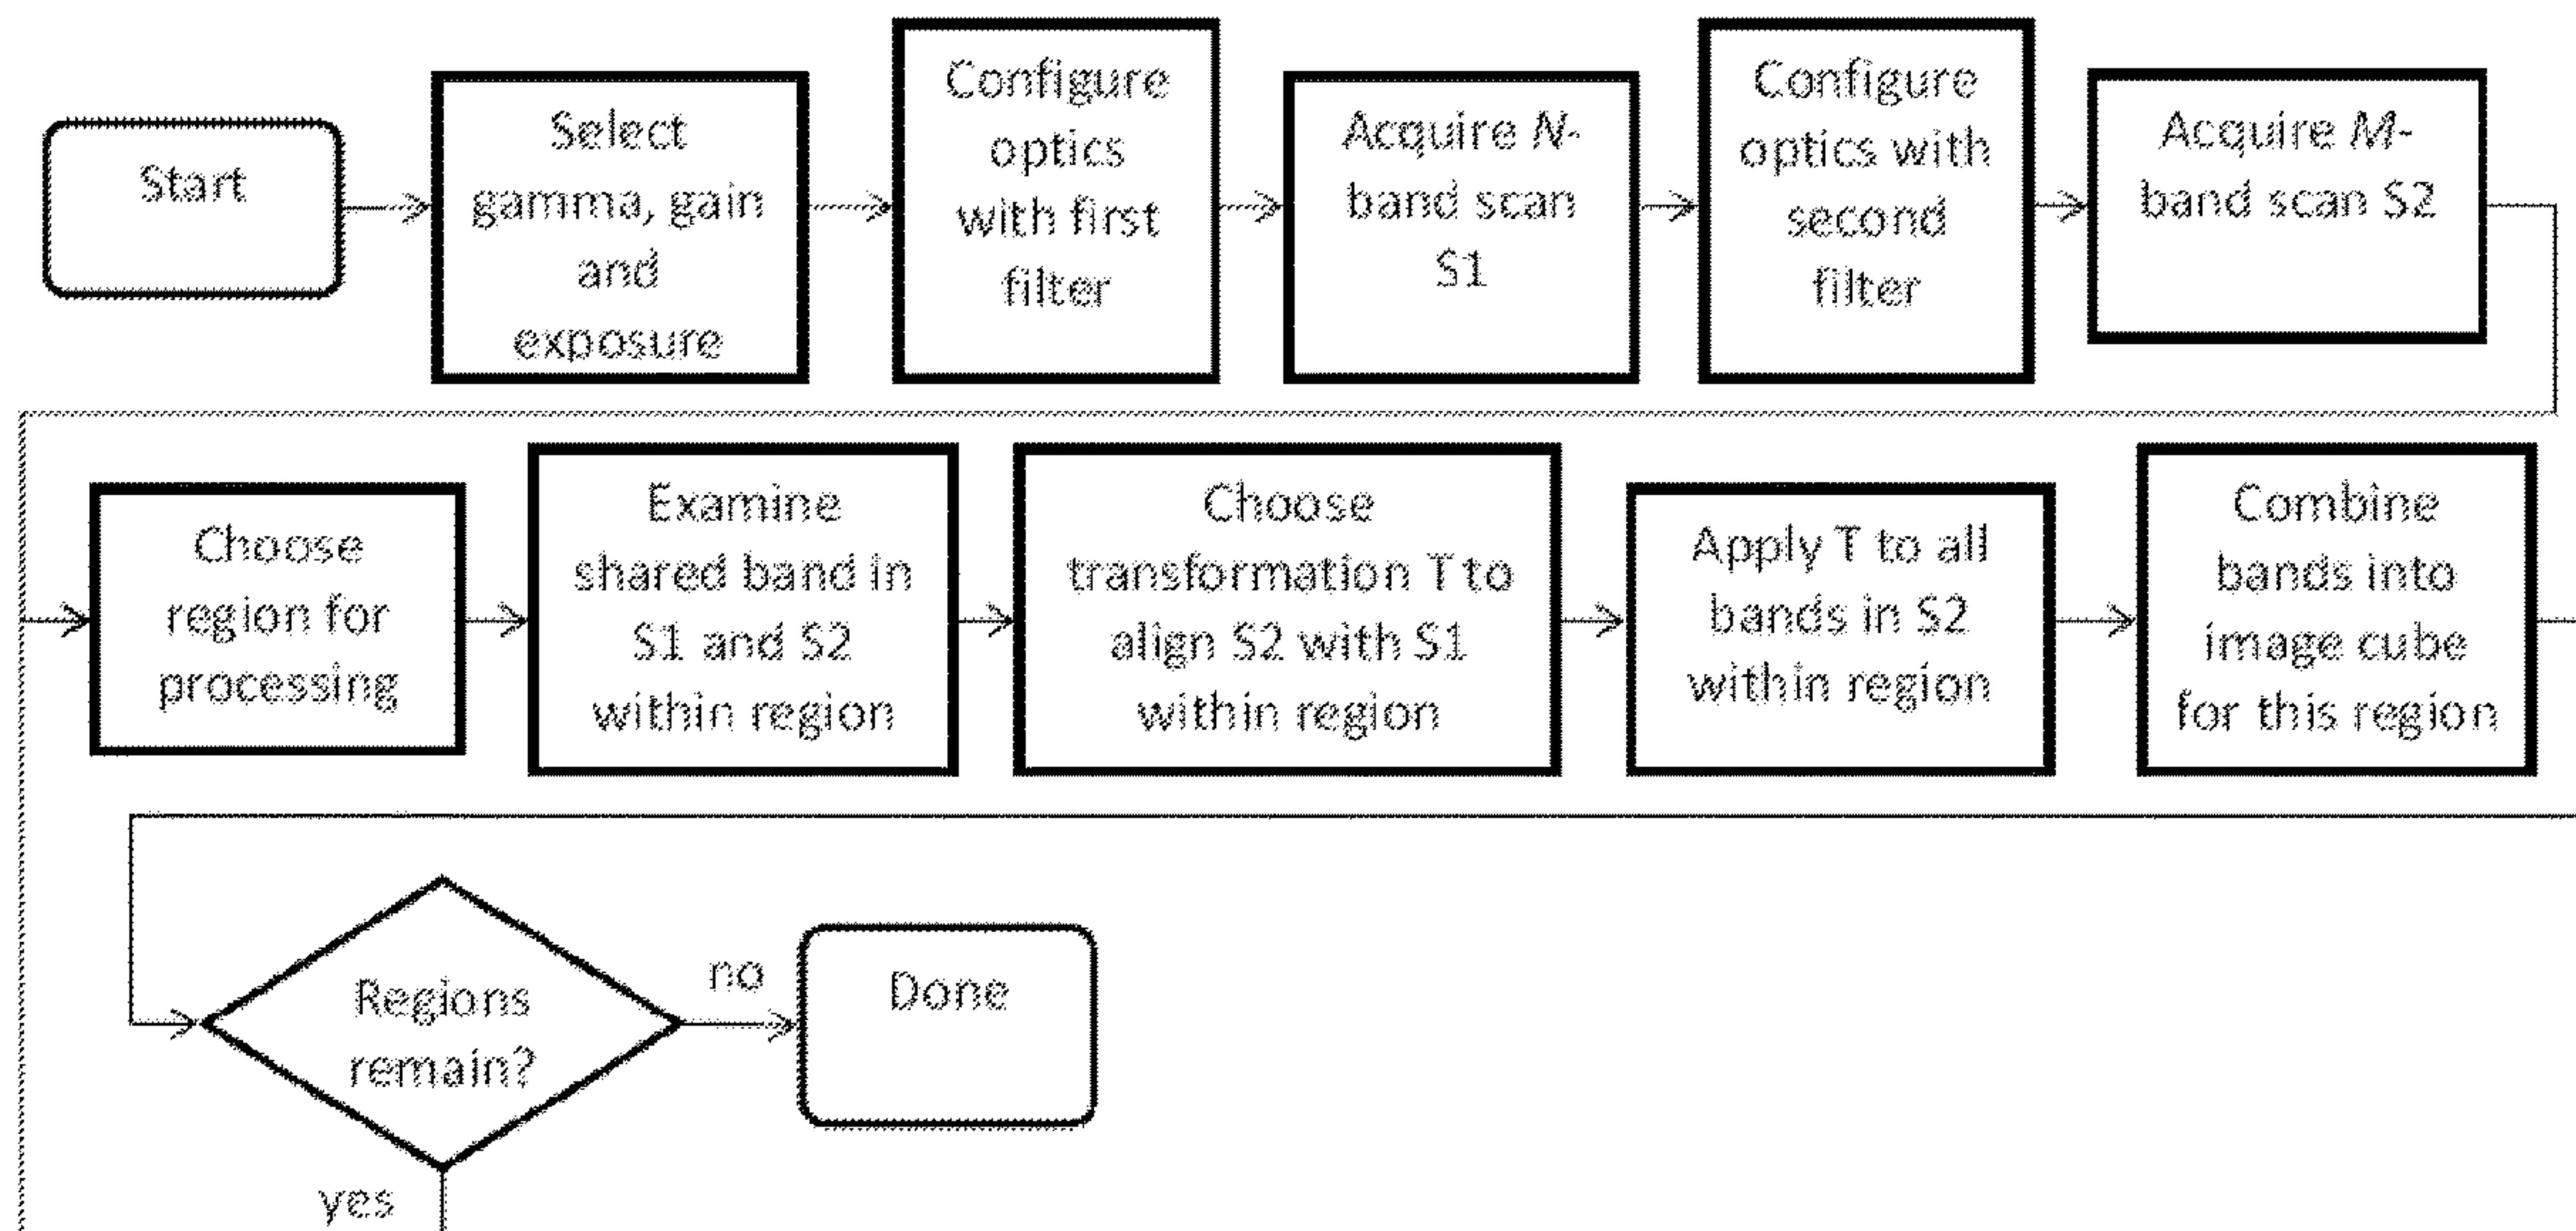 Start
Select
gamma, gain
and
exposure
Configure
optics
with first
filter
Acquire N-
band scan
S1
Configure
optics with
second
filter
Acquire M-
band scan S2
Choose
region for
processing
Examine
shared band in
S1 and S2
within region
Choose
transformation T to
align S2 with S1
within region
Apply T to all
bands in S2
within region
Combine
bands into
image cube
for this region
Regions
remain?
no
Done
yes